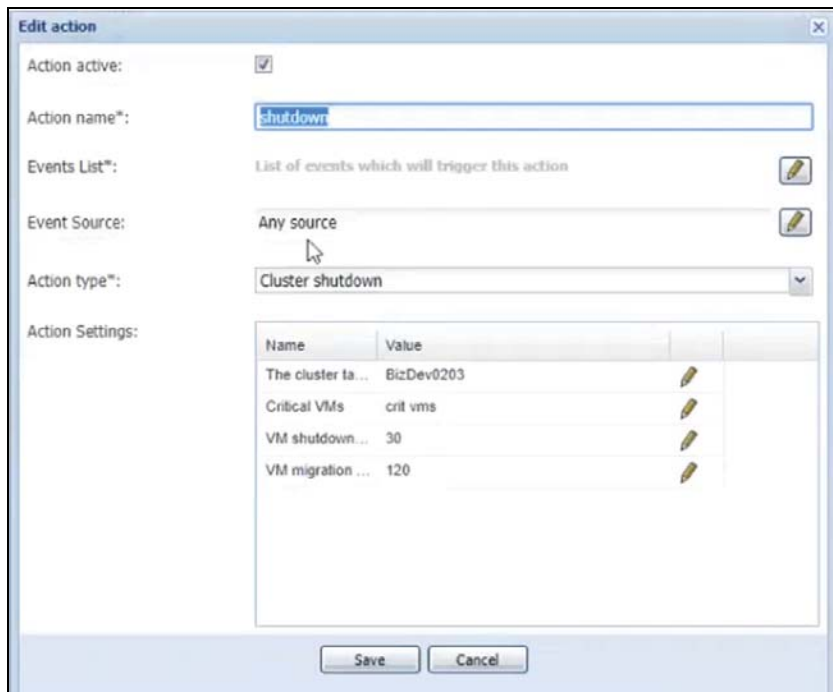 Edit action
Action active:
Action name*: shutdown
Events List*: List of events which will trigger this action
Event Source: Any source
Action type*: Cluster shutdown
Action Settings:
Name Value
The cluster ta... BizDev0203
Critical VMs crit vms
VM shutdown... 30
VM migration ... 120
Save Cancel